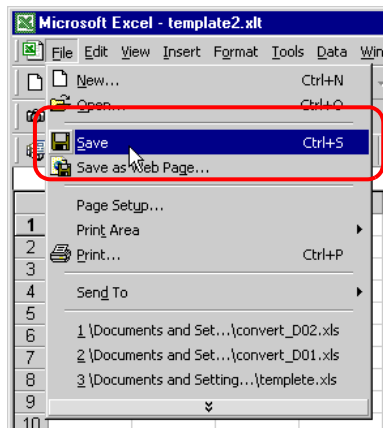 Microsoft Excel - template2.xlt
File Edit View Insert Format Tools Data Win
New... Ctrl+N
Open... Ctrl+O
Save Ctrl+S
Save as Web Page...
Page Setup...
1 Print Area
2 Print... Ctrl+P
3
4 Send To
5
6 1 \Documents and Set...\convert_D02.xls
7 2 \Documents and Set...\convert_D01.xls
8 3 \Documents and Setting...\templete.xls
9
10